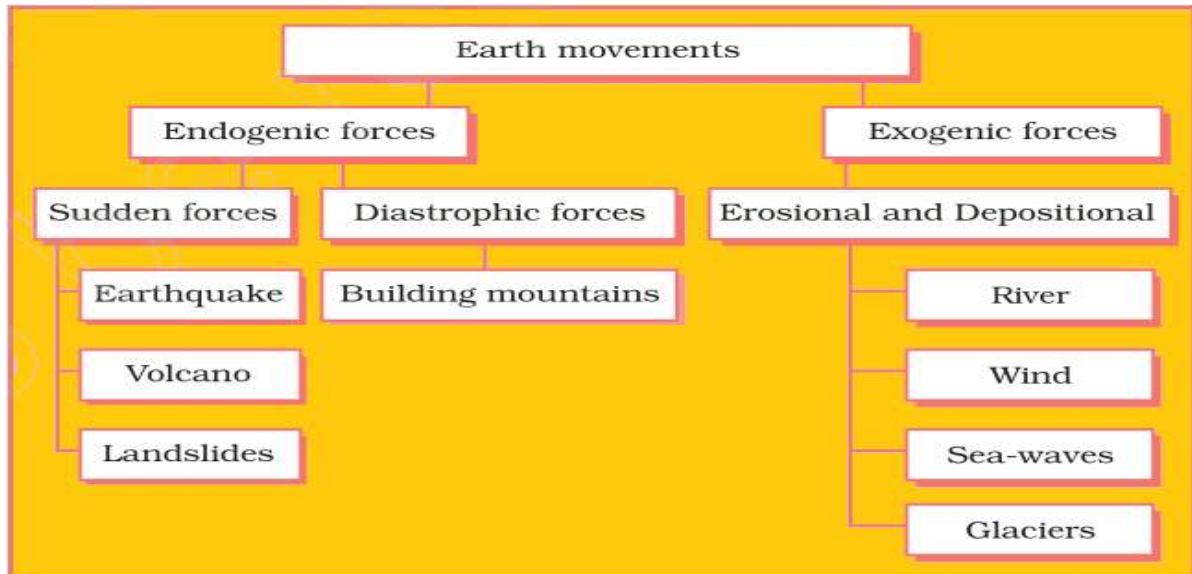 Earth movements
Endogenic forces
Exogenic forces
Sudden forces
Diastrophic forces
Erosional and Depositional
Earthquake
Building mountains
River
Volcano
Wind
Landslides
Sea-waves
Glaciers